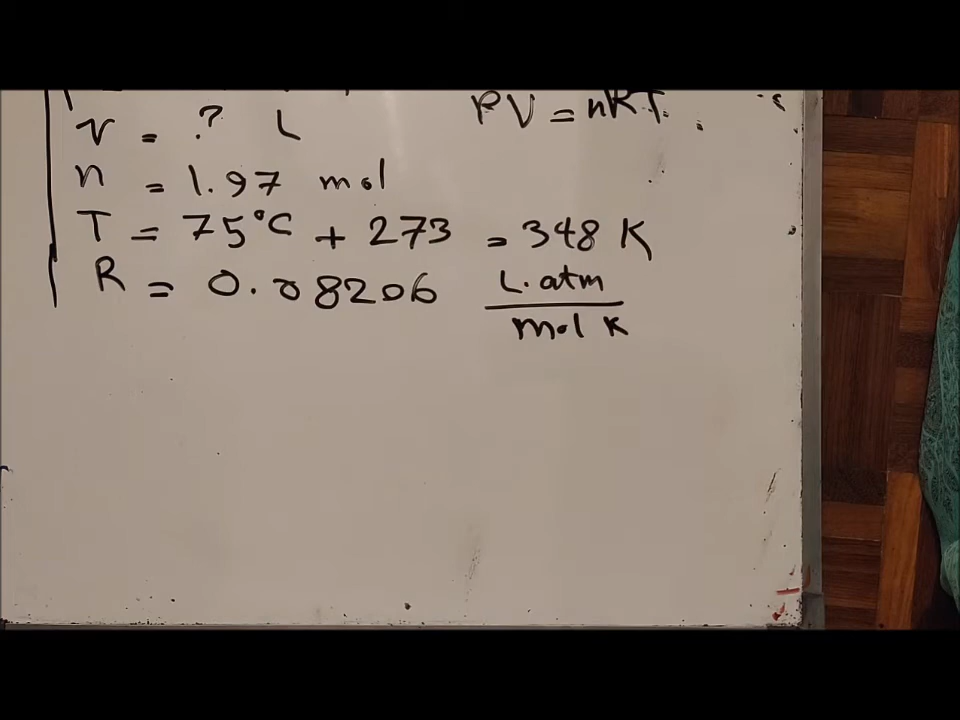 PV = nRT
V = ? L
n = 1.97 mol
T = 75°C + 273 = 348 K
R = 0.08206 L.atm
mol K